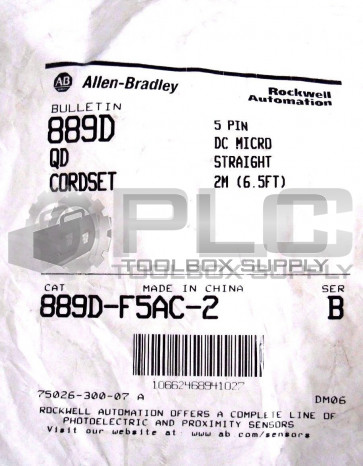 AB Allen-Bradley
Rockwell Automation
BULLETIN
889D
QD
CORDSET
5 PIN
DC MICRO
STRAIGHT
2M (6.5FT)
PLC
TOOLBOX SUPPLY
CAT MADE IN CHINA SER
889D-F5AC-2 B
10662468941027
75026-300-07 A DM06
ROCKWELL AUTOMATION OFFERS A COMPLETE LINE OF
PHOTOELECTRIC AND PROXIMITY SENSORS
Visit our website at www.ab.com/sensors